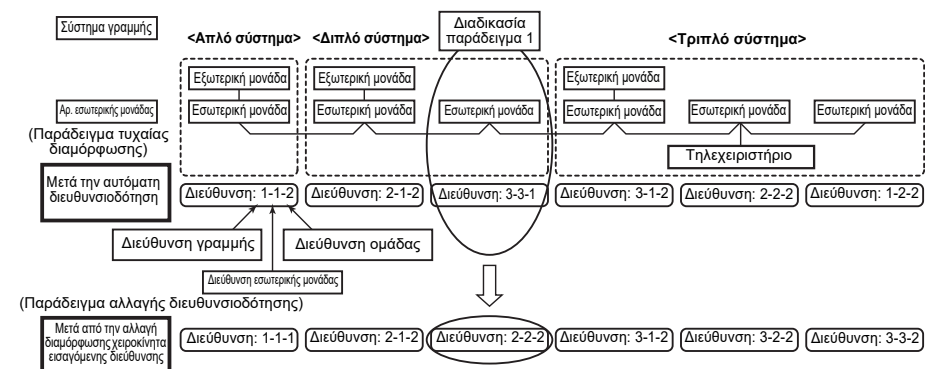 Σύστημα γραμμής
<Απλό σύστημα>
<Διπλό σύστημα>
Διαδικασία
παράδειγμα 1
<Τριπλό σύστημα>
Εξωτερική μονάδα
Εξωτερική μονάδα
Εξωτερική μονάδα
Αρ. εσωτερικής μονάδας
Εσωτερική μονάδα
Εσωτερική μονάδα
Εσωτερική μονάδα
Εσωτερική μονάδα
Εσωτερική μονάδα
Εσωτερική μονάδα
(Παράδειγμα τυχαίας
διαμόρφωσης)
Τηλεχειριστήριο
Μετά την αυτόματη
διευθυνσιοδότηση
Διεύθυνση: 1-1-2
Διεύθυνση: 2-1-2
Διεύθυνση: 3-3-1
Διεύθυνση: 3-1-2
Διεύθυνση: 2-2-2
Διεύθυνση: 1-2-2
Διεύθυνση γραμμής
Διεύθυνση ομάδας
Διεύθυνση εσωτερικής μονάδας
(Παράδειγμα αλλαγής διευθυνσιοδότησης)
Μετά από την αλλαγή
διαμόρφωσης χειροκίνητα
εισαγόμενης διεύθυνσης
Διεύθυνση: 1-1-1
Διεύθυνση: 2-1-2
Διεύθυνση: 2-2-2
Διεύθυνση: 3-1-2
Διεύθυνση: 3-2-2
Διεύθυνση: 3-3-2